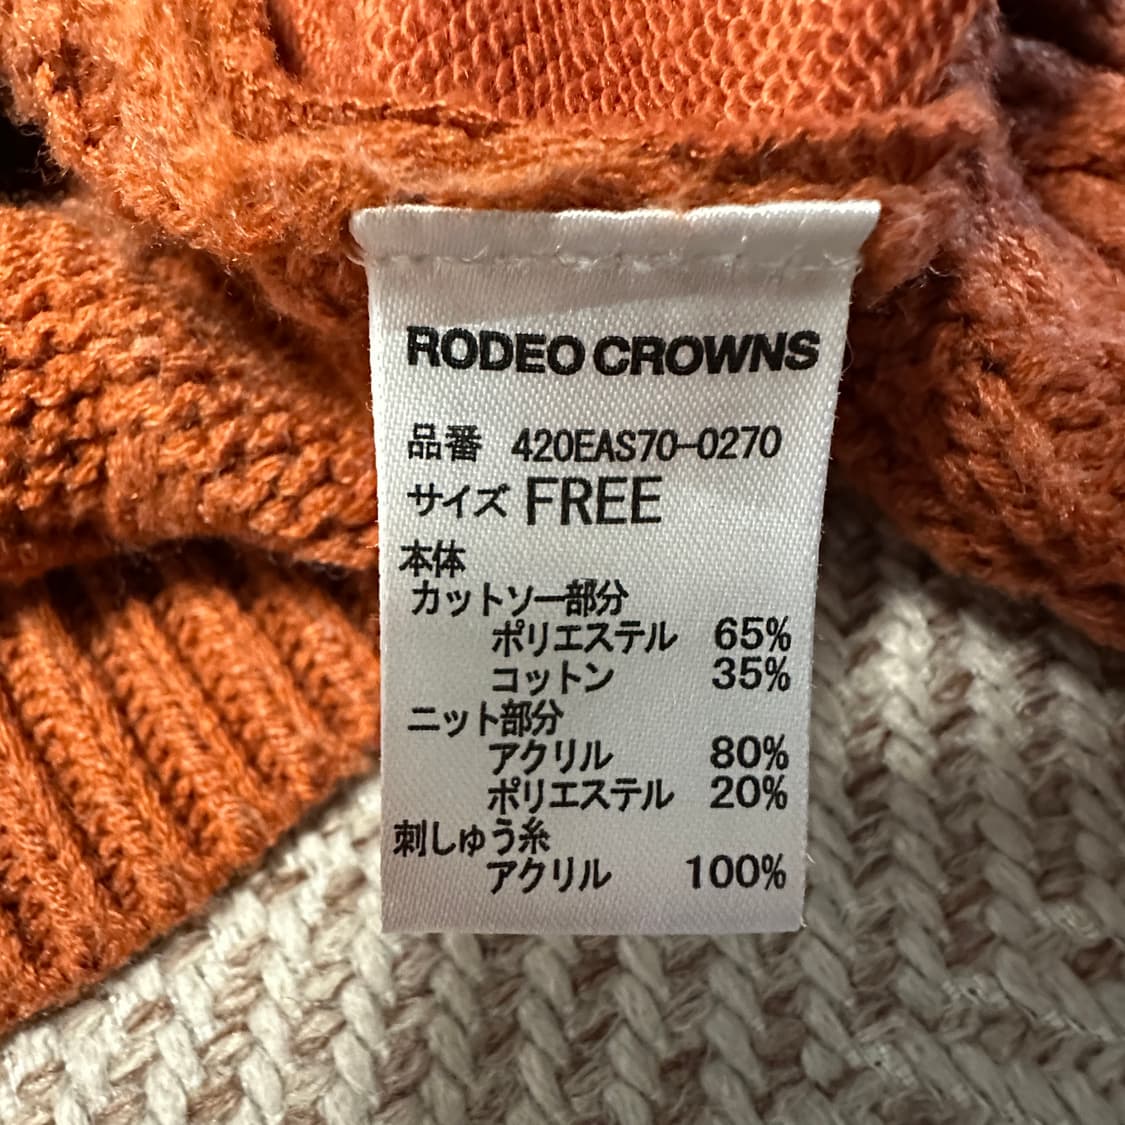 RODEO CROWNS
品番 420EAS70-0270
サイズ FREE
本体
カットソー部分
ポリエステル 65%
コットン 35%
ニット部分
アクリル 80%
ポリエステル 20%
刺しゅう糸
アクリル 100%